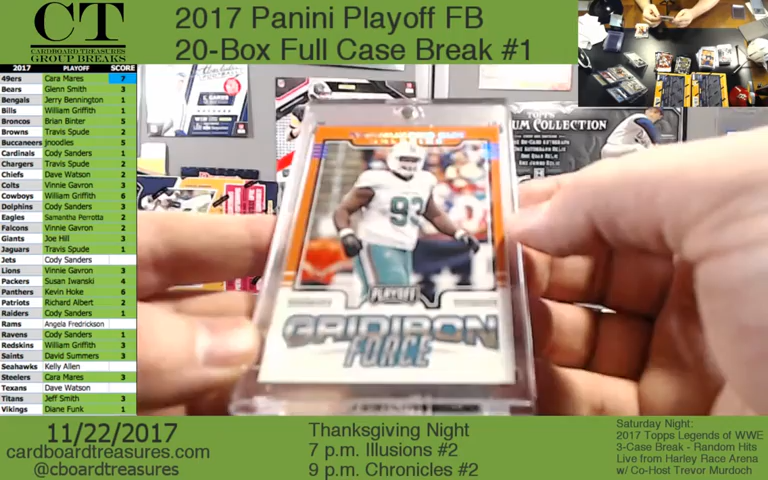 CT
CARDBOARD TREASURES
GROUP BREAKS
2017 Panini Playoff FB
20-Box Full Case Break #1
2017 PLAYOFF SCORE
49ers Cara Mares 7
Bears Glenn Smith 3
Bengals Jerry Bennington 1
Bills William Griffith 1
Broncos Brian Binter 5
Browns Travis Spude 2
Buccaneers Jnoodies 5
Cardinals Cody Sanders 1
Chargers Travis Spude 2
Chiefs Dave Watson 2
Colts Vinnie Gavron 3
Cowboys William Griffith 6
Dolphins Cody Sanders 3
Eagles Samantha Perrotta 2
Falcons Vinnie Gavron 2
Giants Joe Hill 3
Jaguars Travis Spude 1
Jets Cody Sanders
Lions Vinnie Gavron 3
Packers Susan Iwanski 4
Panthers Kevin Hoke 6
Patriots Richard Albert 2
Raiders Cody Sanders 1
Rams Angela Fredrickson
Ravens Cody Sanders 1
Redskins William Griffith 3
Saints David Summers 3
Seahawks Kelly Allen
Steelers Cara Mares 3
Texans Dave Watson
Titans Jeff Smith 3
Vikings Diane Funk 1
TOPPS
UM COLLECTION
93
PLAYOFF
GRIDIRON
FORCE
11/22/2017
cardboardtreasures.com
@cboardtreasures
Thanksgiving Night
7 p.m. Illusions #2
9 p.m. Chronicles #2
Saturday Night:
2017 Topps Legends of WWE
3-Case Break - Random Hits
Live from Harley Race Arena
w/ Co-Host Trevor Murdoch